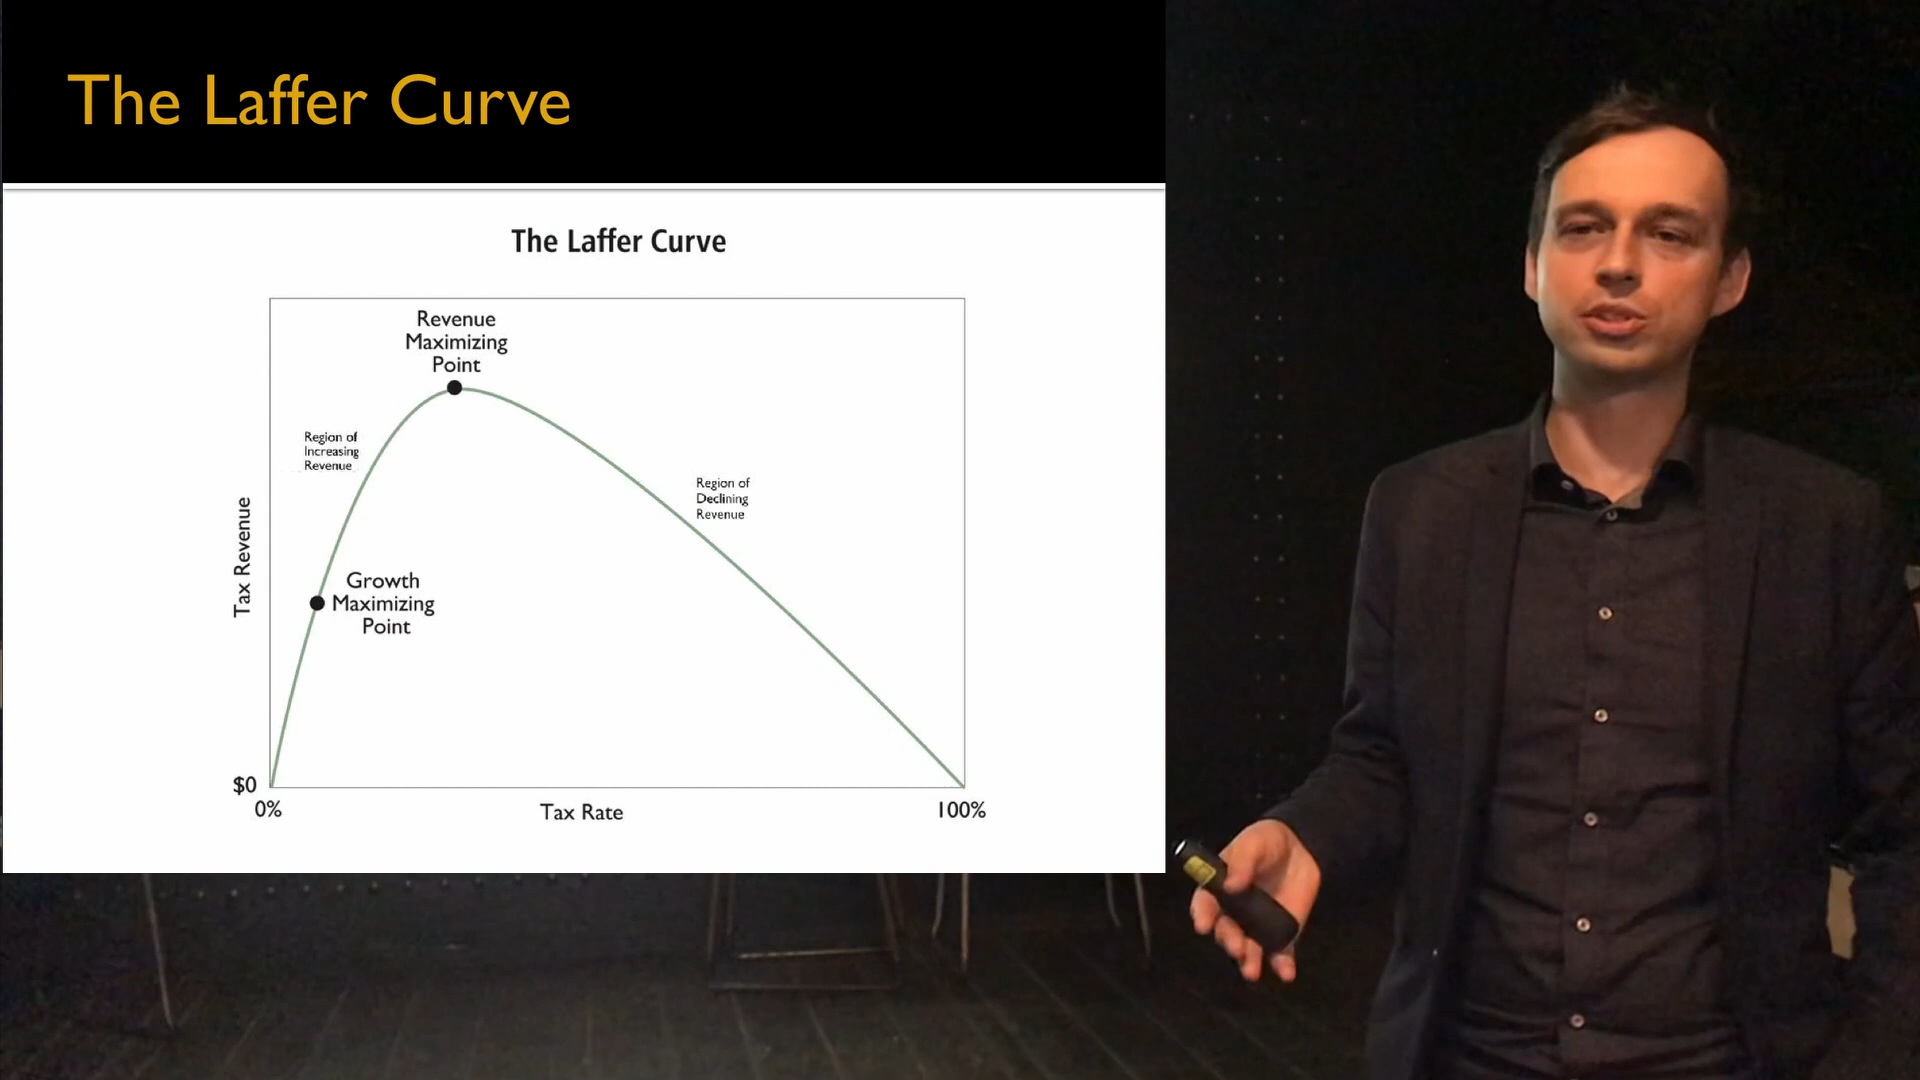 The Laffer Curve
The Laffer Curve
Revenue
Maximizing
Point
Region of
Increasing
Revenue
Region of
Declining
Revenue
Growth
Maximizing
Point
Tax Revenue
$0
0%
Tax Rate
100%